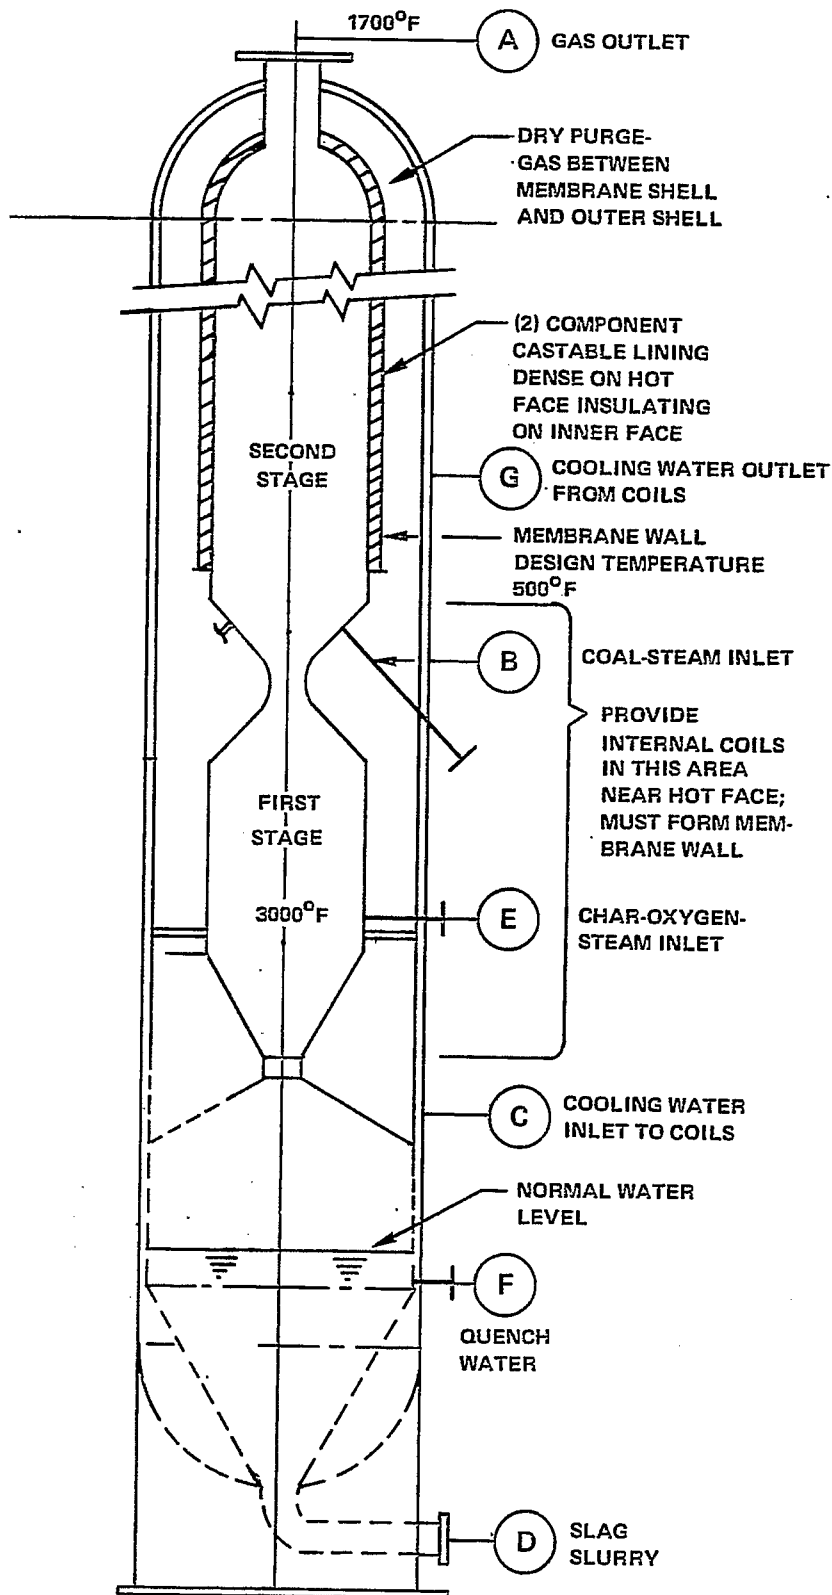 1700°F
A GAS OUTLET
DRY PURGE-
GAS BETWEEN
MEMBRANE SHELL
AND OUTER SHELL
(2) COMPONENT
CASTABLE LINING
DENSE ON HOT
FACE INSULATING
ON INNER FACE
SECOND
STAGE
G COOLING WATER OUTLET
FROM COILS
MEMBRANE WALL
DESIGN TEMPERATURE
500°F
B COAL-STEAM INLET
PROVIDE
INTERNAL COILS
IN THIS AREA
NEAR HOT FACE;
MUST FORM MEM-
BRANE WALL
FIRST
STAGE
3000°F
E CHAR-OXYGEN-
STEAM INLET
C COOLING WATER
INLET TO COILS
NORMAL WATER
LEVEL
F
QUENCH
WATER
D SLAG
SLURRY